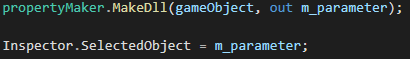 propertyMaker.MakeDll(gameObject, out m_parameter);
Inspector.SelectedObject = m_parameter;